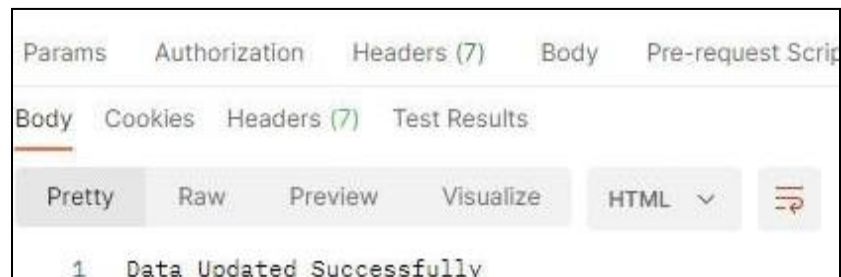 Params Authorization Headers (7) Body Pre-request Scrip
Body Cookies Headers (7) Test Results
Pretty Raw Preview Visualize HTML
1 Data Updated Successfully